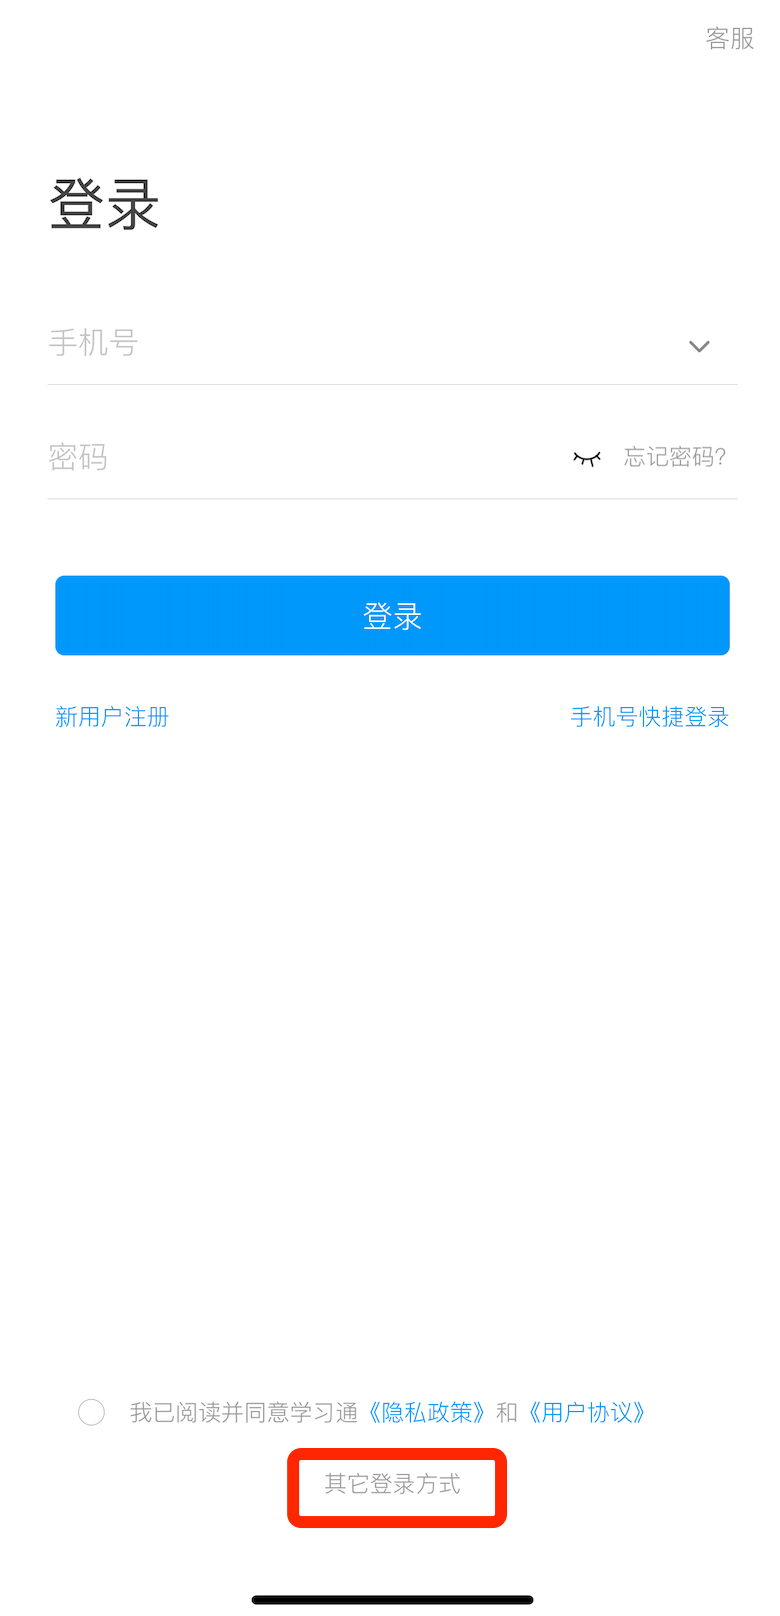 客服
登录
手机号
密码 忘记密码?
登录
新用户注册 手机号快捷登录
我已阅读并同意学习通《隐私政策》和《用户协议》
其它登录方式